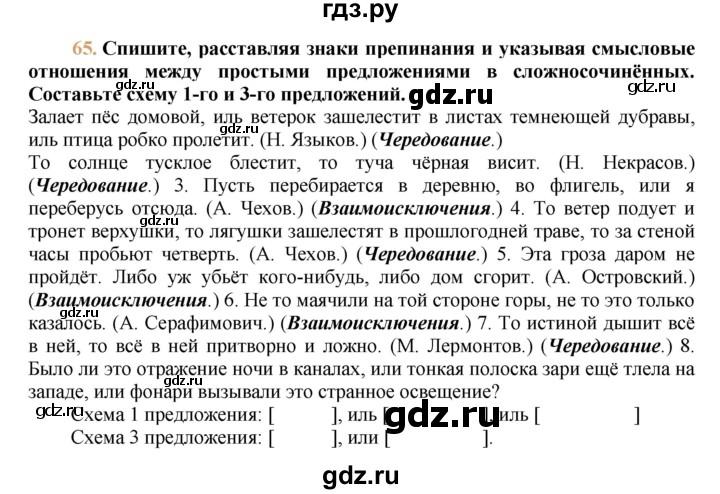 гдз.ру
65. Спишите, расставляя знаки препинания и указывая смысловые
отношения между простыми предложениями в сложносочинённых.
Составьте схему 1-го и 3-го предложений.
gdz.ru
gdz.ru
gdz.ru
Залает пёс домовой, иль ветерок зашелестит в листах темнеющей дубравы,
иль птица робко пролетит. (Н. Языков.) (Чередование.)
То солнце тусклое блестит, то туча чёрная висит. (Н. Некрасов.)
(Чередование.) 3. Пусть перебирается в деревню, во флигель, или я
переберусь отсюда. (А. Чехов.) (Взаимоисключения.) 4. То ветер подует и
тронет верхушки, то лягушки зашелестят в прошлогодней траве, то за стеной
часы пробьют четверть. (А. Чехов.) (Чередование.) 5. Эта гроза даром не
пройдёт. Либо уж убьёт кого-нибудь, либо дом сгорит. (А. Островский.)
(Взаимоисключения.) 6. Не то маячили на той стороне горы, не то это только
казалось. (А. Серафимович.) (Взаимоисключения.) 7. То истиной дышит всё
в ней, то всё в ней притворно и ложно. (М. Лермонтов.) (Чередование.) 8.
Было ли это отражение ночи в каналах, или тонкая полоска зари ещё тлела на
западе, или фонари вызывали это странное освещение?
Схема 1 предложения: [ ], иль [ ], иль [ ]
gdz.ru
Схема 3 предложения: [ ], или [ ].
gdz.ru